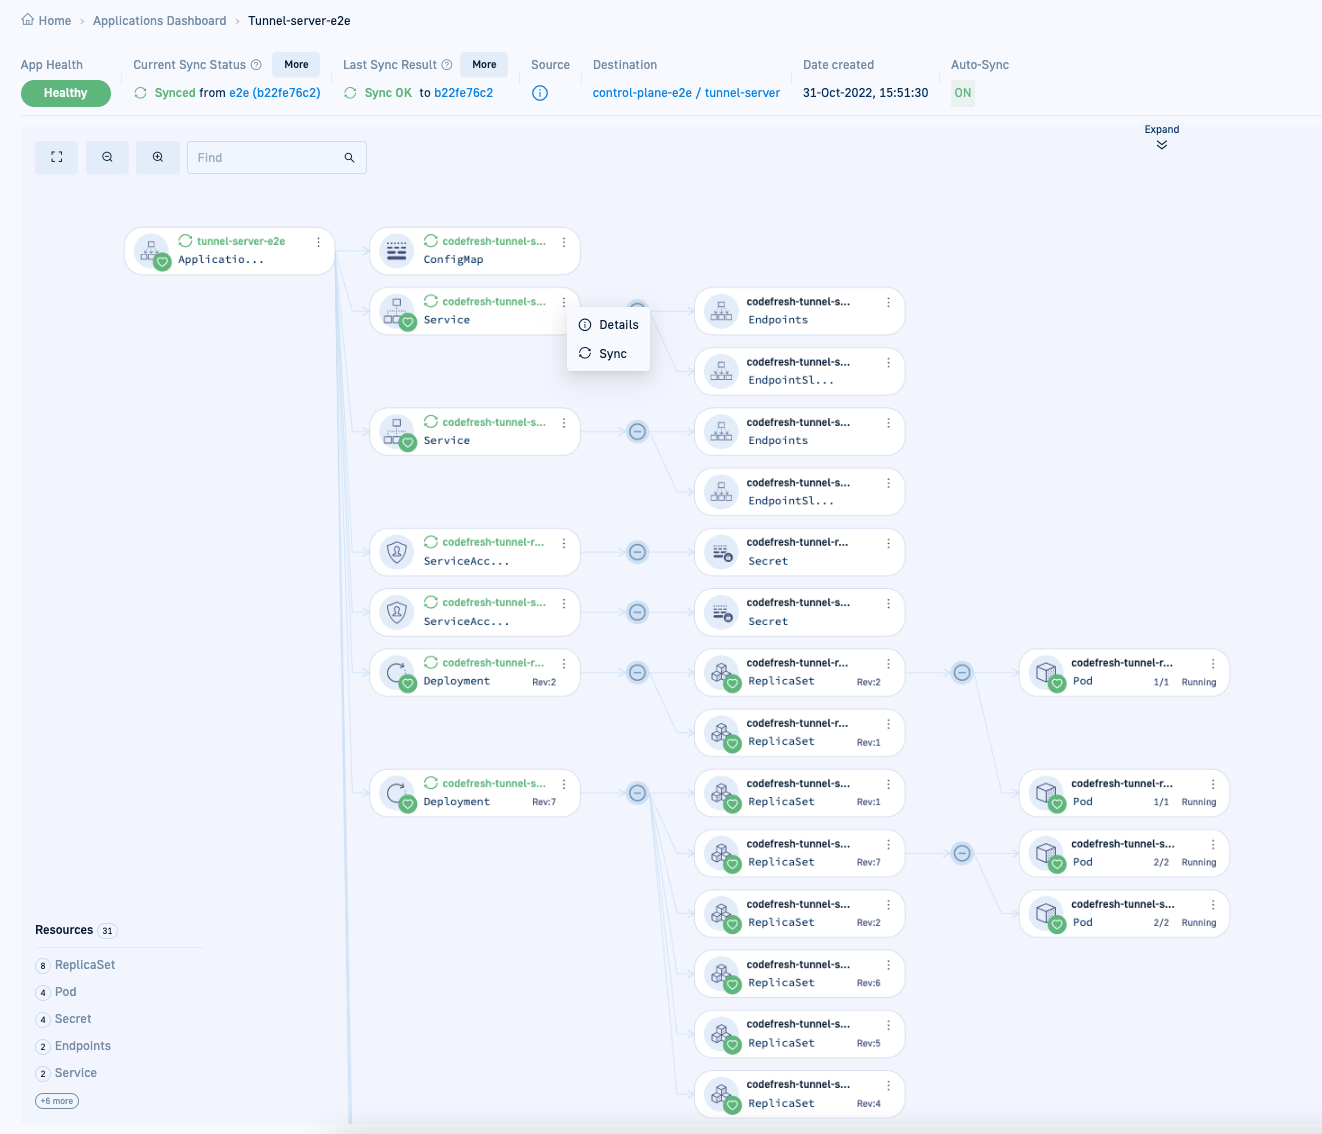 Home › Applications Dashboard › Tunnel-server-e2e
App Health
Healthy
Current Sync Status More
Synced from e2e (b22fe76c2)
Last Sync Result More
Sync OK to b22fe76c2
Source
Destination
control-plane-e2e / tunnel-server
Date created
31-Oct-2022, 15:51:30
Auto-Sync
ON
Expand
Find
tunnel-server-e2e
Applicatio...
codefresh-tunnel-s...
ConfigMap
codefresh-tunnel-s...
Service
Details
Sync
codefresh-tunnel-s...
Endpoints
codefresh-tunnel-s...
EndpointSl...
codefresh-tunnel-s...
Service
codefresh-tunnel-s...
Endpoints
codefresh-tunnel-s...
EndpointSl...
codefresh-tunnel-r...
ServiceAcc...
codefresh-tunnel-r...
Secret
codefresh-tunnel-s...
ServiceAcc...
codefresh-tunnel-s...
Secret
codefresh-tunnel-r...
Deployment Rev:2
codefresh-tunnel-r...
ReplicaSet Rev:2
codefresh-tunnel-r...
Pod 1/1 Running
codefresh-tunnel-r...
ReplicaSet Rev:1
codefresh-tunnel-s...
Deployment Rev:7
codefresh-tunnel-s...
ReplicaSet Rev:1
codefresh-tunnel-r...
Pod 1/1 Running
codefresh-tunnel-s...
ReplicaSet Rev:7
codefresh-tunnel-s...
Pod 2/2 Running
codefresh-tunnel-s...
ReplicaSet Rev:2
codefresh-tunnel-s...
Pod 2/2 Running
codefresh-tunnel-s...
ReplicaSet Rev:6
codefresh-tunnel-s...
ReplicaSet Rev:5
codefresh-tunnel-s...
ReplicaSet Rev:4
Resources 31
8 ReplicaSet
4 Pod
4 Secret
2 Endpoints
2 Service
+6 more